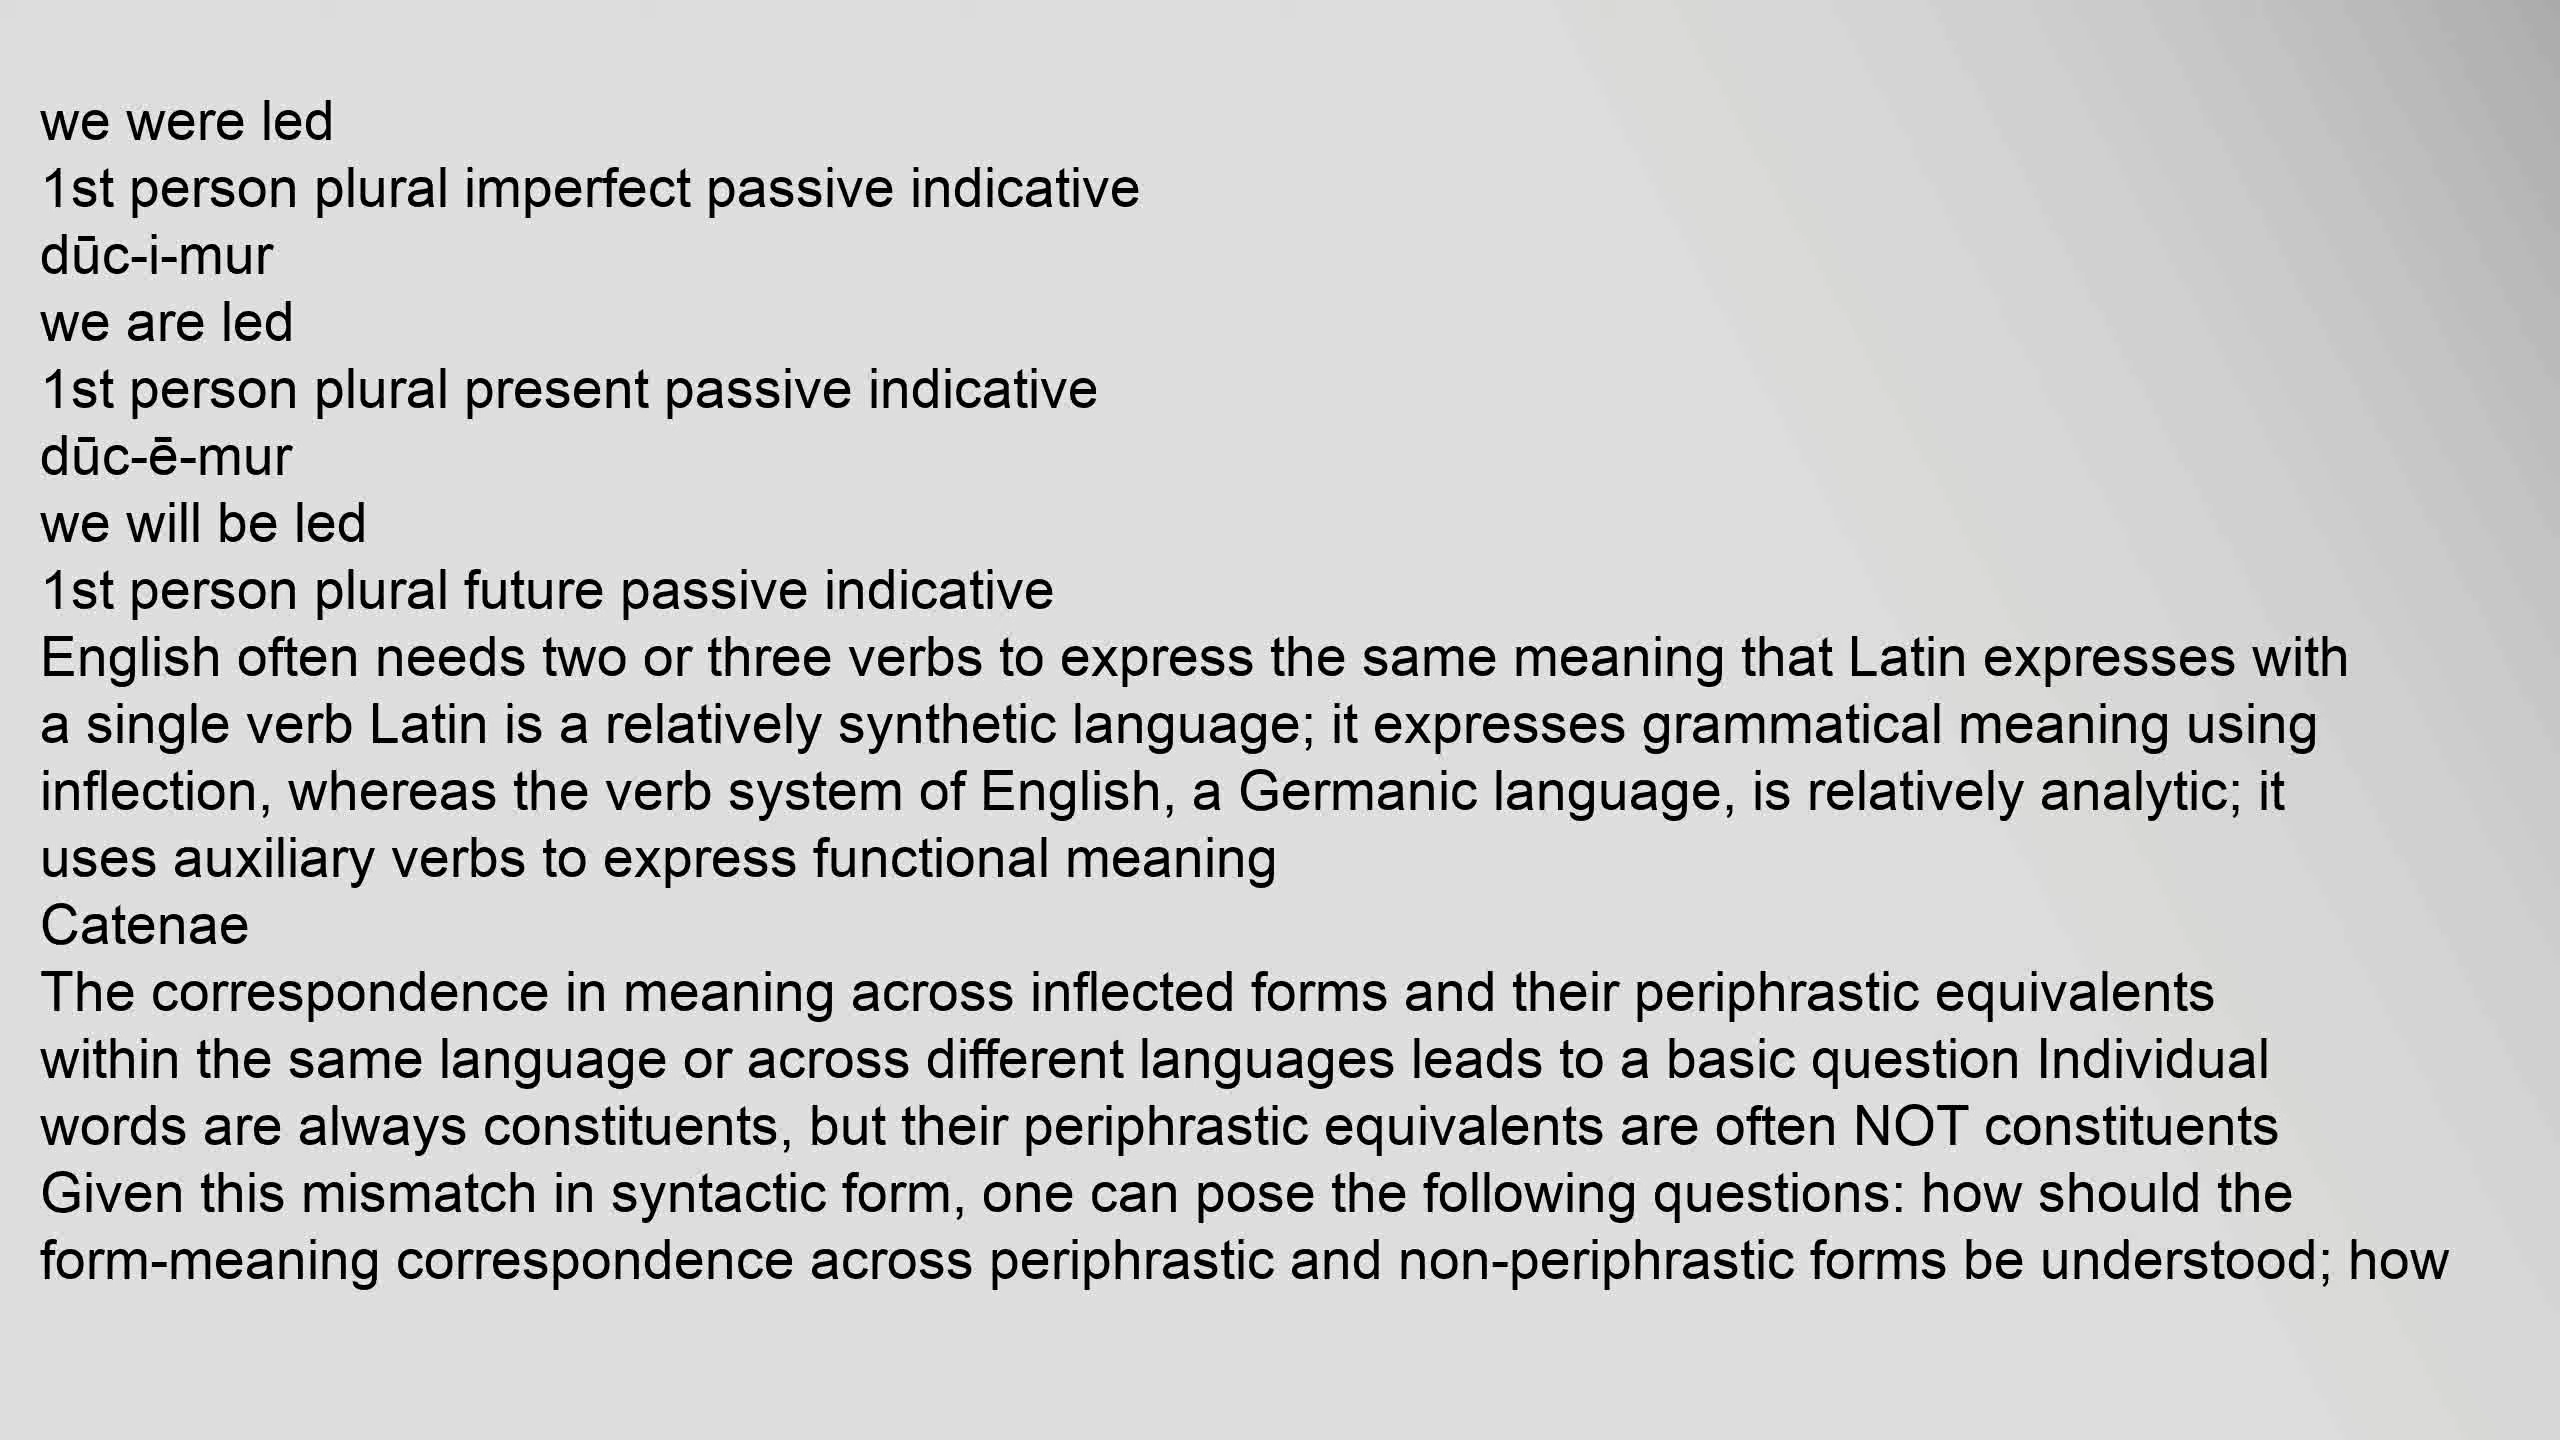 we were led
1st person plural imperfect passive indicative
dūc-i-mur
we are led
1st person plural present passive indicative
dūc-ē-mur
we will be led
1st person plural future passive indicative
English often needs two or three verbs to express the same meaning that Latin expresses with
a single verb Latin is a relatively synthetic language; it expresses grammatical meaning using
inflection, whereas the verb system of English, a Germanic language, is relatively analytic; it
uses auxiliary verbs to express functional meaning
Catenae
The correspondence in meaning across inflected forms and their periphrastic equivalents
within the same language or across different languages leads to a basic question Individual
words are always constituents, but their periphrastic equivalents are often NOT constituents
Given this mismatch in syntactic form, one can pose the following questions: how should the
form-meaning correspondence across periphrastic and non-periphrastic forms be understood; how